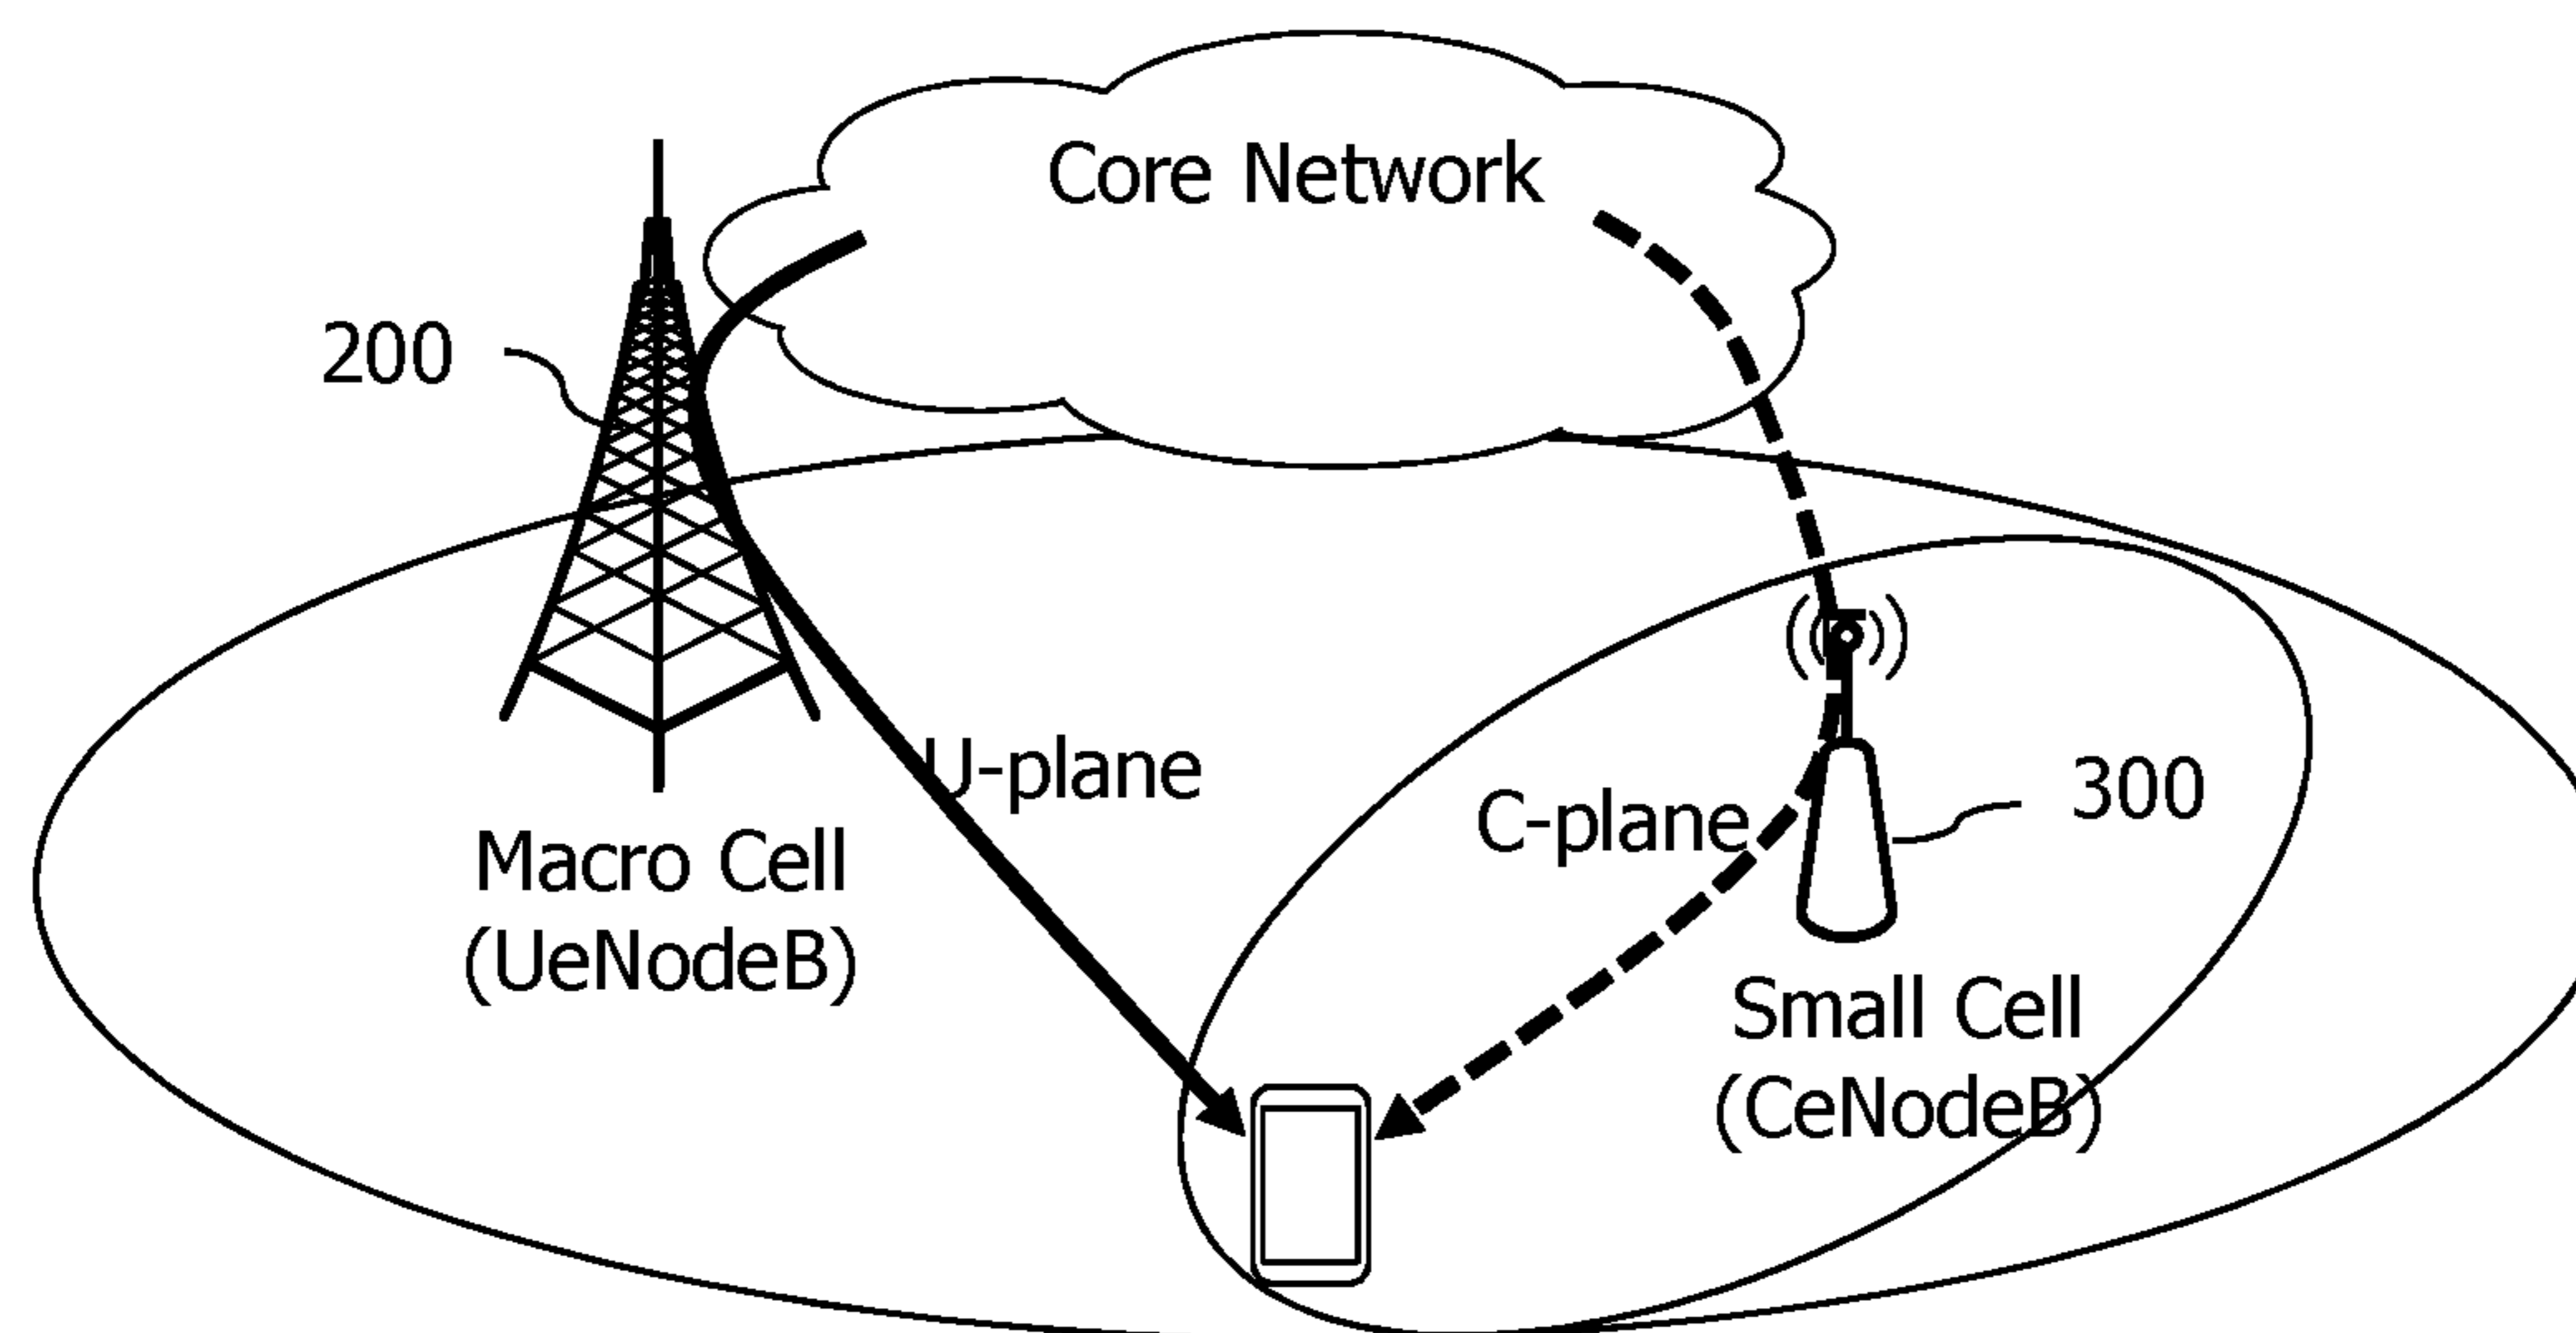 Core Network
200
U-plane
C-plane
300
Macro Cell
(UeNodeB)
Small Cell
(CeNodeB)